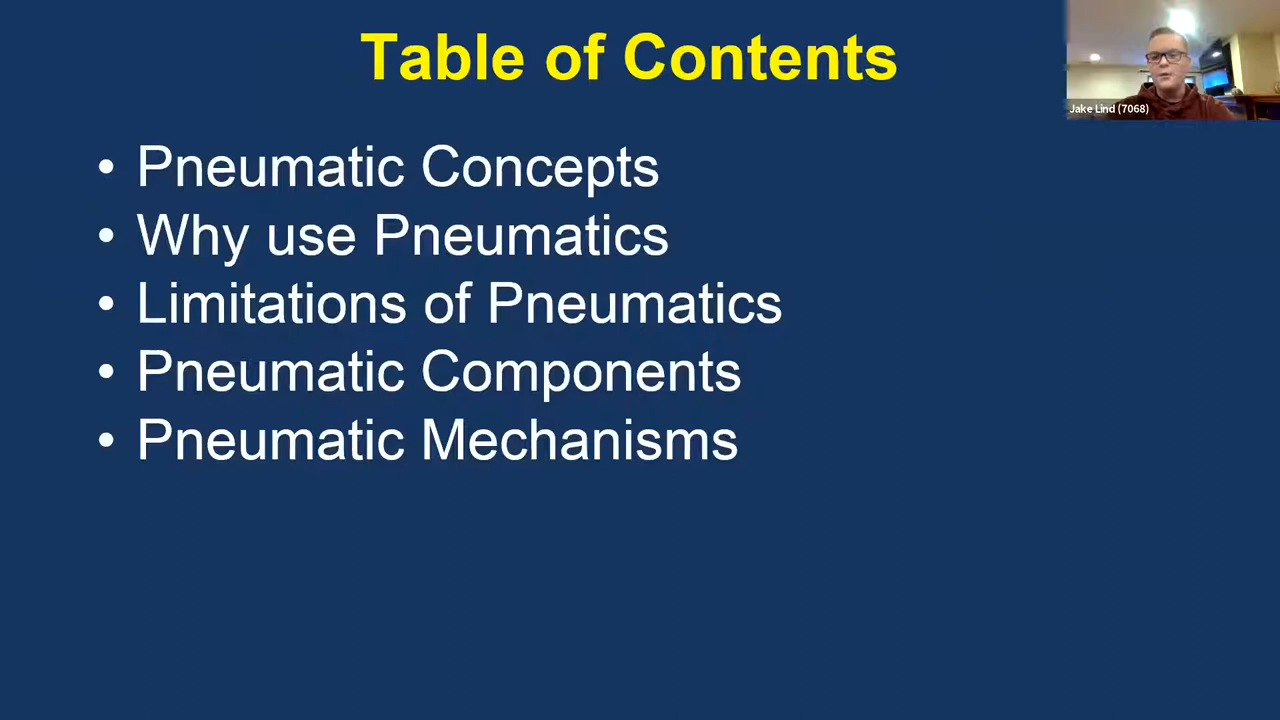 Table of Contents
Jake Lind (7068)
• Pneumatic Concepts
• Why use Pneumatics
• Limitations of Pneumatics
• Pneumatic Components
• Pneumatic Mechanisms